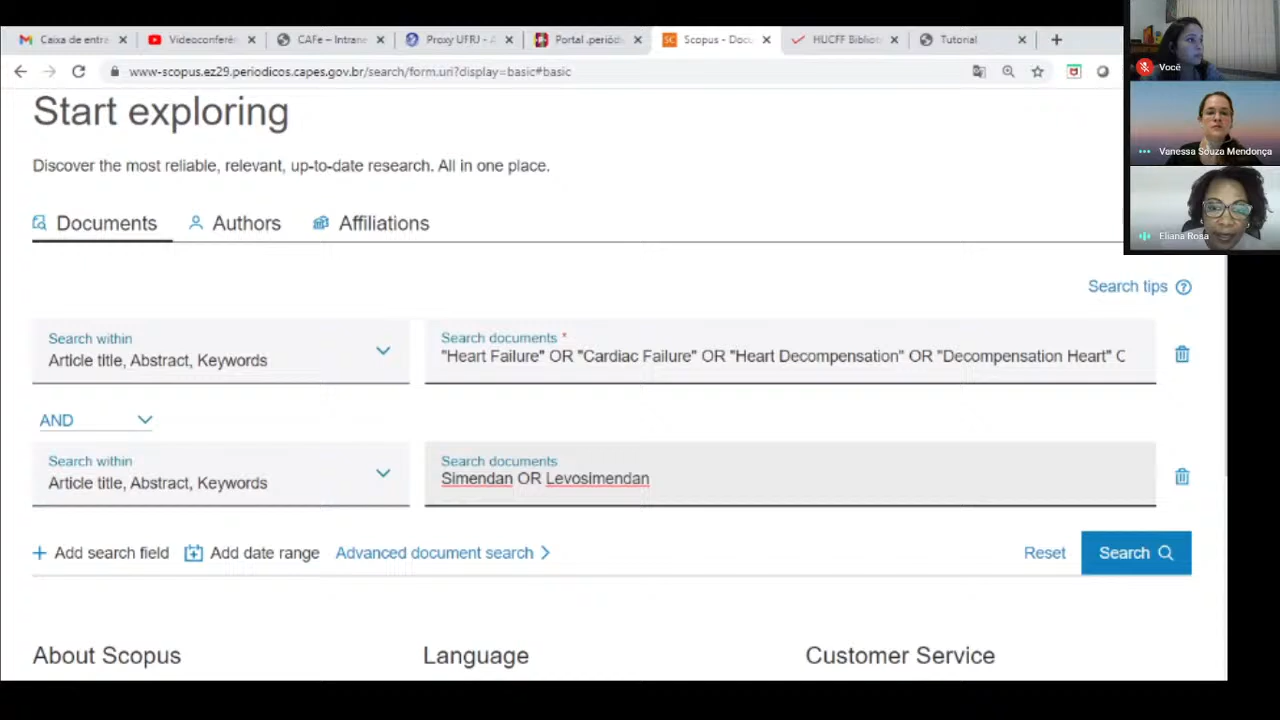 Caixa de entra
Videoconferên
CAFe – Intrane
Proxy UFRJ - A
Portal .periód
Scopus - Docu
HUCFF Bibliot
Tutorial
www-scopus.ez29.periodicos.capes.gov.br/search/form.uri?display=basic#basic
Você
Vanessa Souza Mendonça
Eliana Rosa
Start exploring
Discover the most reliable, relevant, up-to-date research. All in one place.
Documents
Authors
Affiliations
Search tips
Search within
Article title, Abstract, Keywords
Search documents *
"Heart Failure" OR "Cardiac Failure" OR "Heart Decompensation" OR "Decompensation Heart" O
AND
Search within
Article title, Abstract, Keywords
Search documents
Simendan OR Levosimendan
+ Add search field
Add date range
Advanced document search
Reset
Search
About Scopus
Language
Customer Service